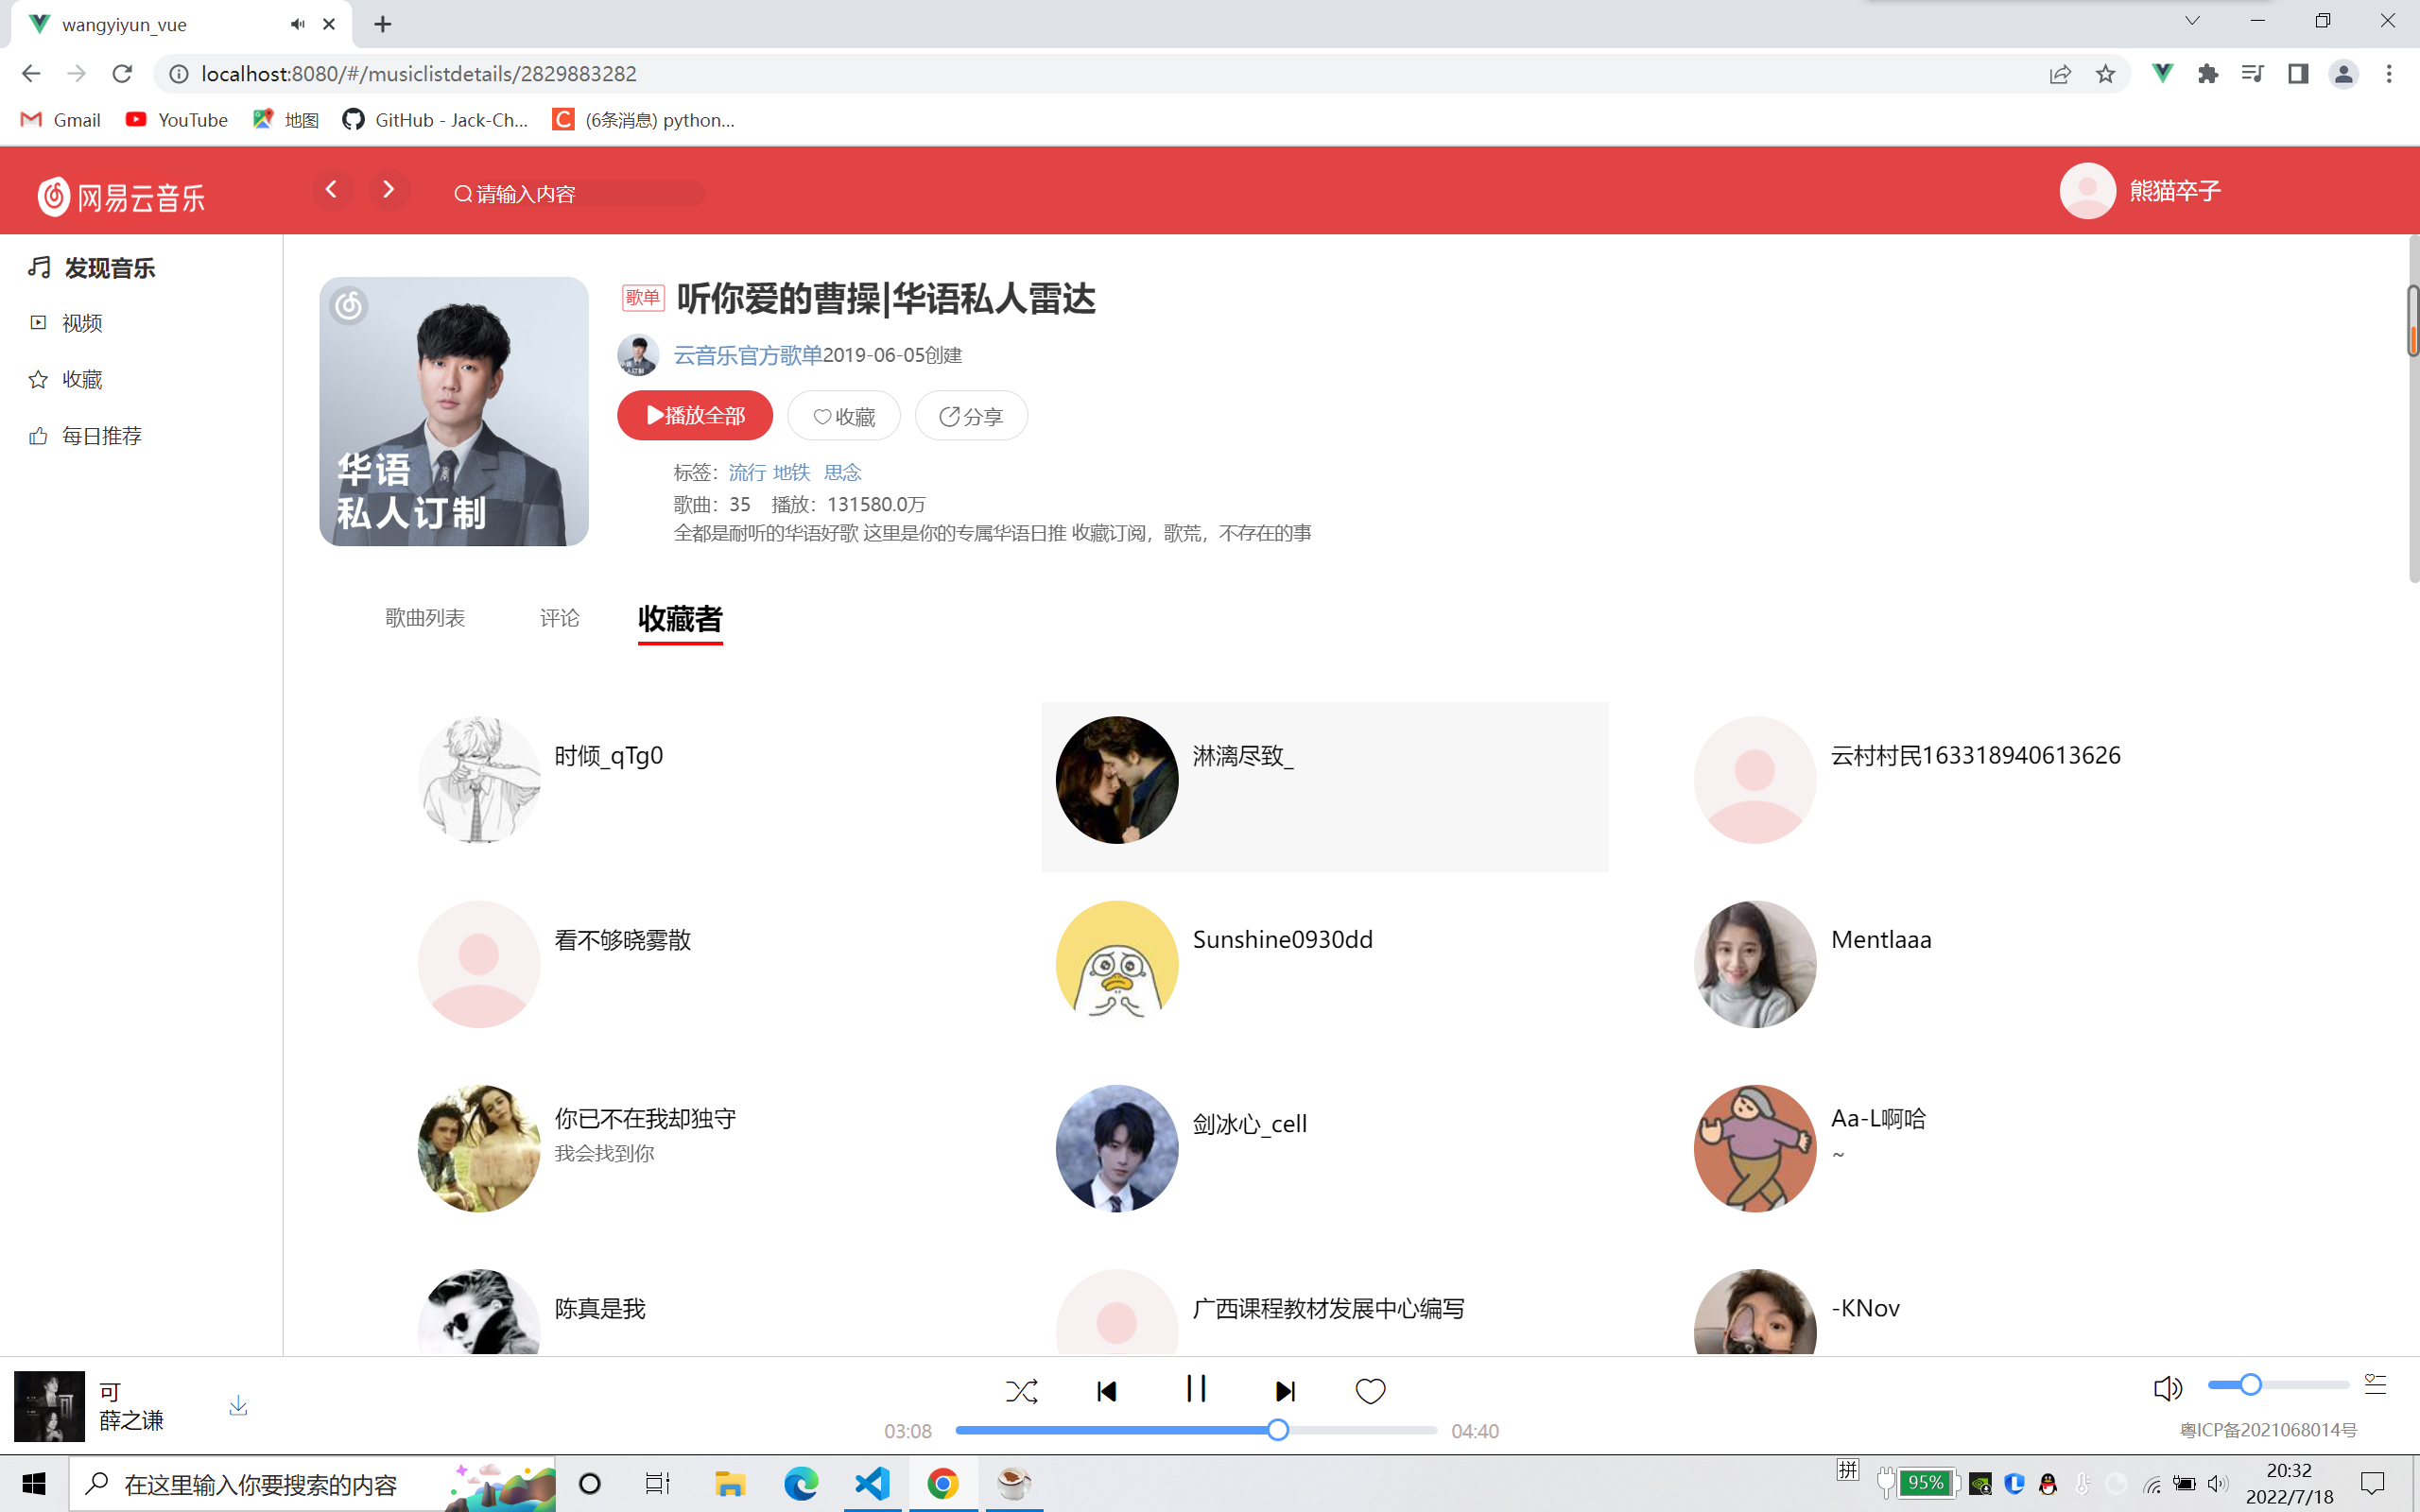 wangyiyun_vue
localhost:8080/#/musiclistdetails/2829883282
Gmail YouTube 地图 GitHub - Jack-Ch... (6条消息) python...
网易云音乐 请输入内容 熊猫卒子
发现音乐
视频
收藏
每日推荐
华语
私人订制
歌单 听你爱的曹操|华语私人雷达
云音乐官方歌单2019-06-05创建
播放全部 收藏 分享
标签：流行 地铁 思念
歌曲：35 播放：131580.0万
全都是耐听的华语好歌 这里是你的专属华语日推 收藏订阅，歌荒，不存在的事
歌曲列表 评论 收藏者
时倾_qTg0 淋漓尽致_ 云村村民163318940613626
看不够晓雾散 Sunshine0930dd Mentlaaa
你已不在我却独守 剑冰心_cell Aa-L啊哈
我会找到你 ~
陈真是我 广西课程教材发展中心编写 -KNov
可
薛之谦
03:08 04:40
粤ICP备2021068014号
在这里输入你要搜索的内容
拼 95% 20:32
2022/7/18